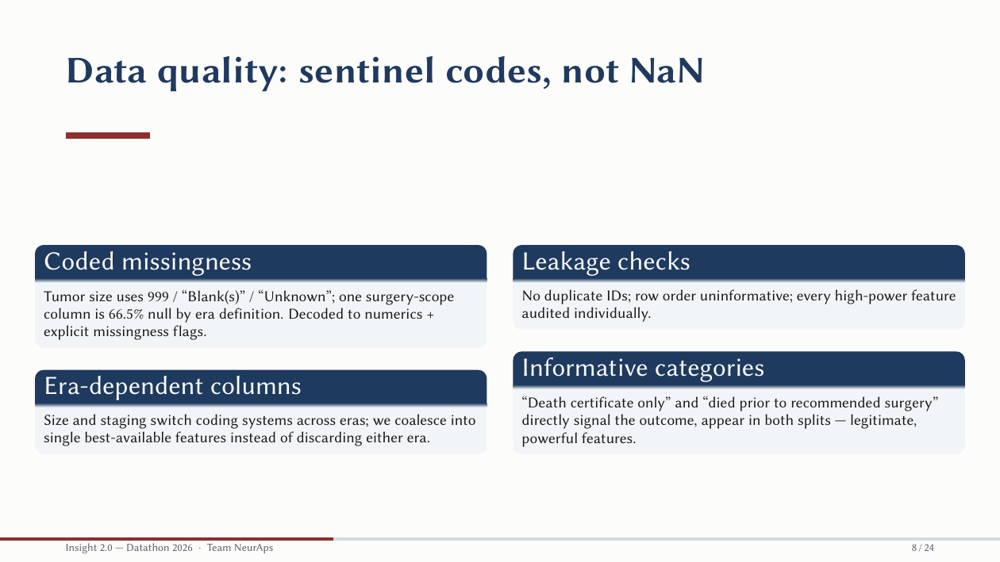 Data quality: sentinel codes, not NaN
Coded missingness
Tumor size uses 999 / “Blank(s)” / “Unknown”; one surgery-scope
column is 66.5% null by era definition. Decoded to numerics +
explicit missingness flags.
Era-dependent columns
Size and staging switch coding systems across eras; we coalesce into
single best-available features instead of discarding either era.
Leakage checks
No duplicate IDs; row order uninformative; every high-power feature
audited individually.
Informative categories
“Death certificate only” and “died prior to recommended surgery”
directly signal the outcome, appear in both splits — legitimate,
powerful features.
Insight 2.0 — Datathon 2026 · Team NeurAps
8 / 24